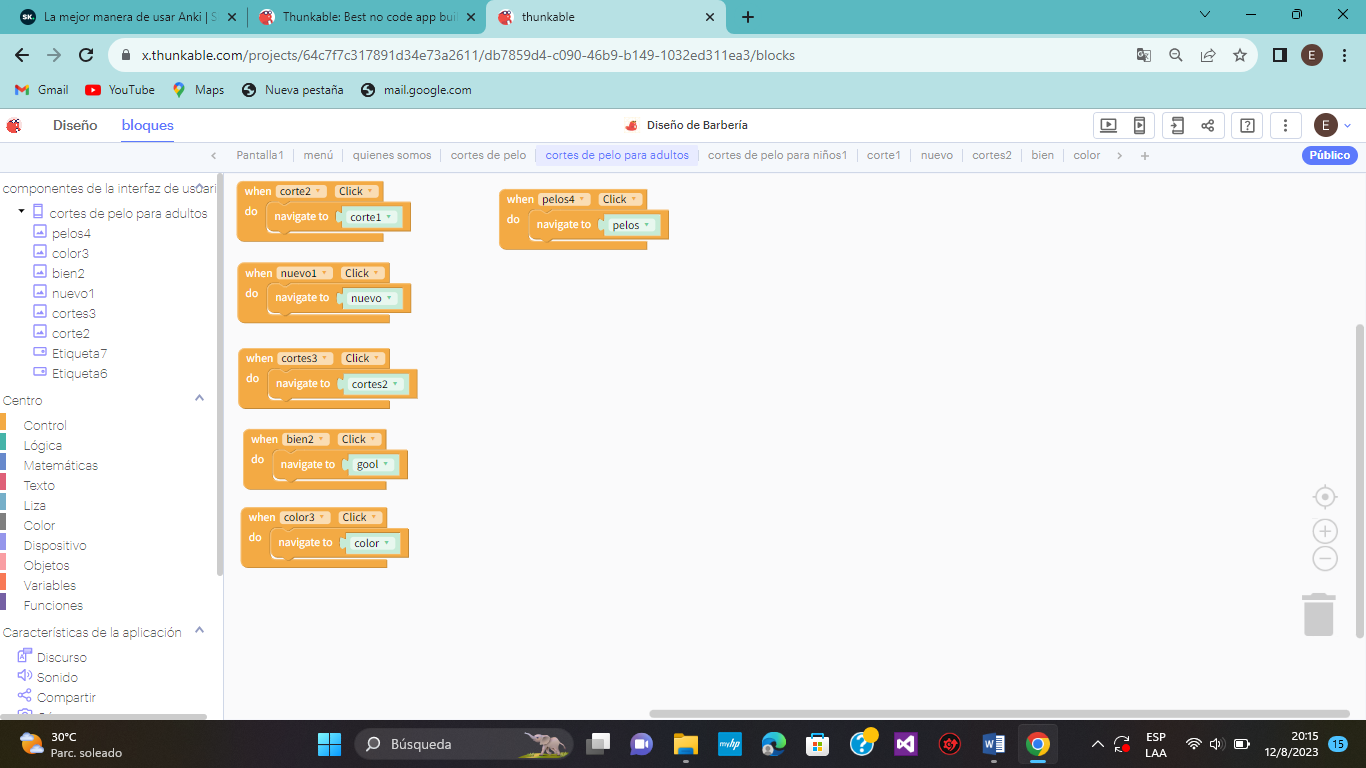 La mejor manera de usar Anki | S
Thunkable: Best no code app buil
thunkable
x.thunkable.com/projects/64c7f7c317891d34e73a2611/db7859d4-c090-46b9-b149-1032ed311ea3/blocks
E
Gmail
YouTube
Maps
Nueva pestaña
mail.google.com
Diseño
bloques
Diseño de Barbería
E
Pantalla1
menú
quienes somos
cortes de pelo
cortes de pelo para adultos
cortes de pelo para niños1
corte1
nuevo
cortes2
bien
color
Público
componentes de la interfaz de usuari
cortes de pelo para adultos
pelos4
color3
bien2
nuevo1
cortes3
corte2
Etiqueta7
Etiqueta6
Centro
Control
Lógica
Matemáticas
Texto
Liza
Color
Dispositivo
Objetos
Variables
Funciones
Características de la aplicación
Discurso
Sonido
Compartir
when corte2 Click
do navigate to corte1
when nuevo1 Click
do navigate to nuevo
when cortes3 Click
do navigate to cortes2
when bien2 Click
do navigate to gool
when color3 Click
do navigate to color
when pelos4 Click
do navigate to pelos
30°C
Parc. soleado
Búsqueda
myhp
ESP
LAA
20:15
12/8/2023
15